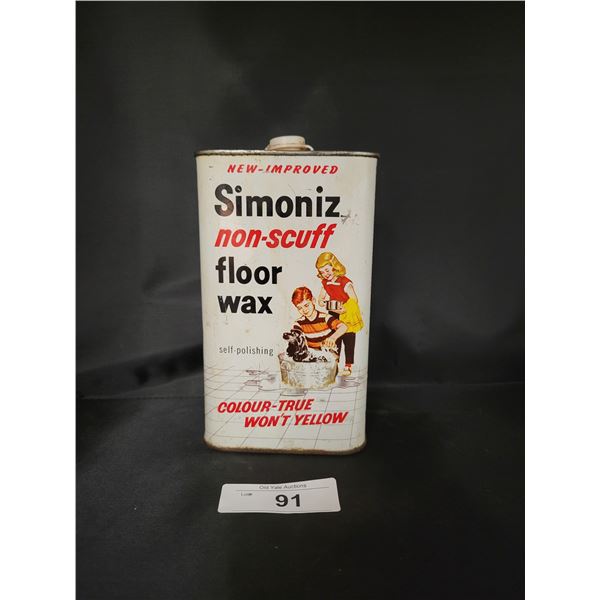 NEW-IMPROVED
Simoniz
non-scuff
floor
wax
self-polishing
COLOUR-TRUE
WON'T YELLOW
Old Yale Auctions
Lot# 91